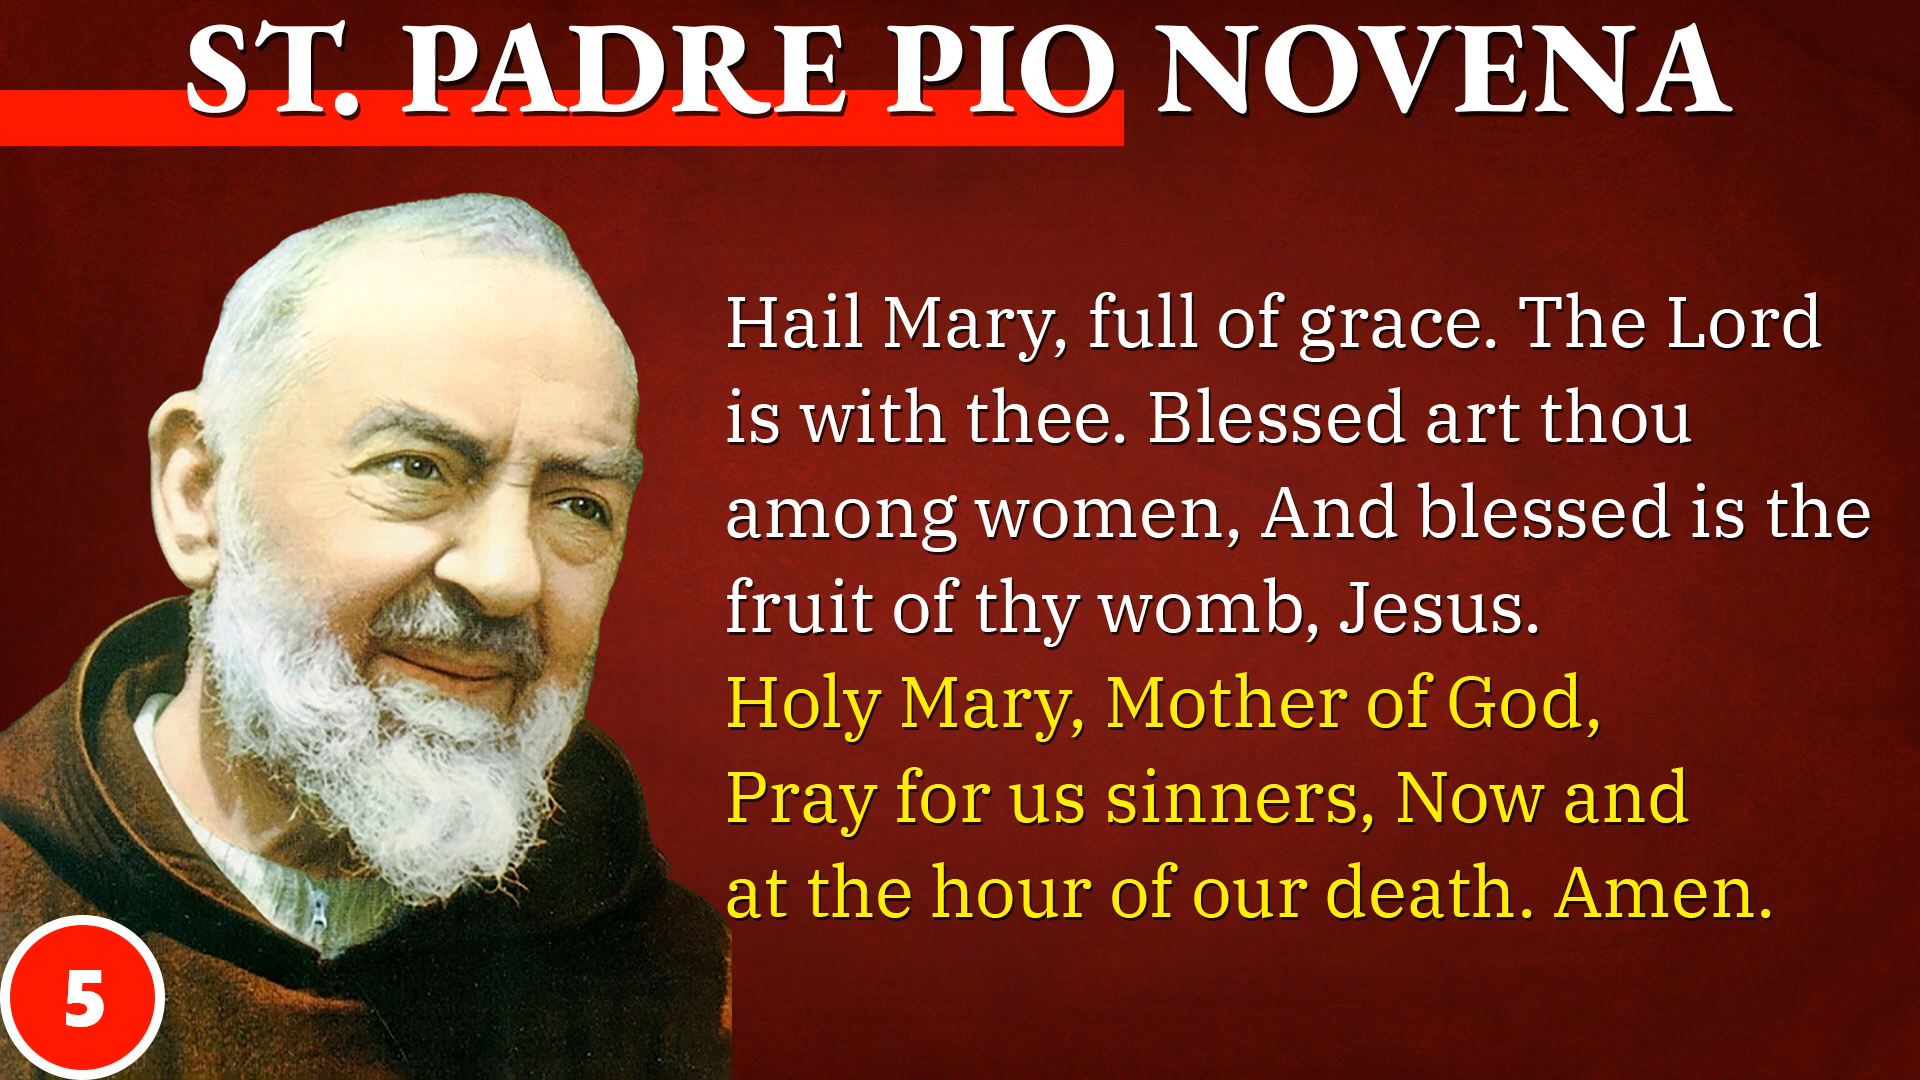 ST. PADRE PIO NOVENA
Hail Mary, full of grace. The Lord
is with thee. Blessed art thou
among women, And blessed is the
fruit of thy womb, Jesus.
Holy Mary, Mother of God,
Pray for us sinners, Now and
at the hour of our death. Amen.
5